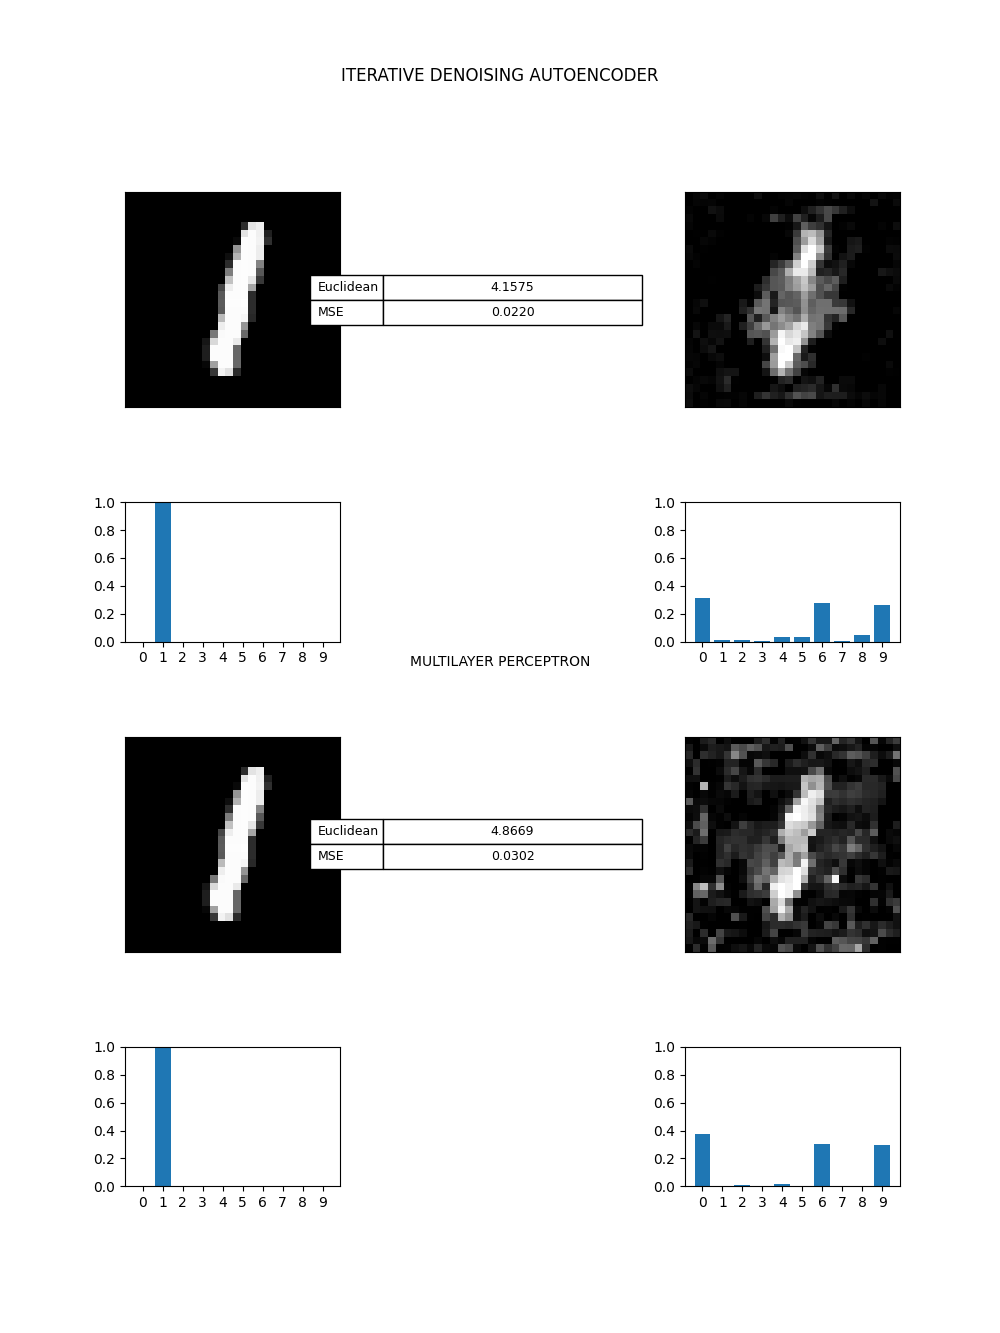 ITERATIVE DENOISING AUTOENCODER
Euclidean 4.1575
MSE 0.0220
1.0 1.0
0.8 0.8
0.6 0.6
0.4 0.4
0.2 0.2
0.0 0.0
0 1 2 3 4 5 6 7 8 9 0 1 2 3 4 5 6 7 8 9
MULTILAYER PERCEPTRON
Euclidean 4.8669
MSE 0.0302
1.0 1.0
0.8 0.8
0.6 0.6
0.4 0.4
0.2 0.2
0.0 0.0
0 1 2 3 4 5 6 7 8 9 0 1 2 3 4 5 6 7 8 9